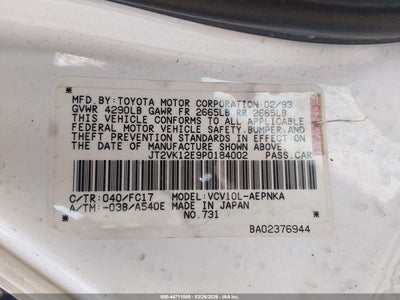 MFD. BY: TOYOTA MOTOR CORPORATION 02/93
GVWR 4290LB GAWR FR 2665LB RR 2665LB
THIS VEHICLE CONFORMS TO ALL APPLICABLE
FEDERAL MOTOR VEHICLE SAFETY, BUMPER, AND
THEFT PREVENTION STANDARDS IN EFFECT ON
THE DATE OF MANUFACTURE SHOWN ABOVE.
JT2VK12E9P0184002 PASS.CAR
C/TR: 040/FC17 MODEL: VCV10L-AEPNKA
A/TM: -03B/A540E MADE IN JAPAN
NO. 731
BA02376944
000-44711000 - 03/26/2026 - IAA Holdings, LLC